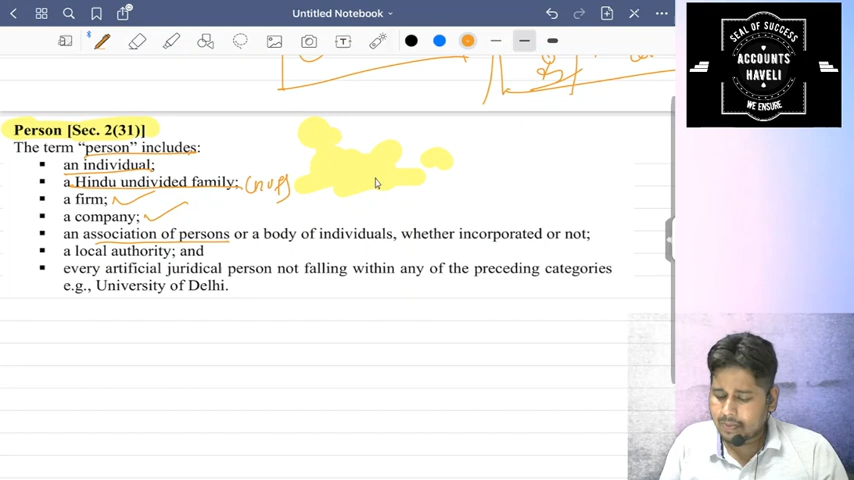 Untitled Notebook
SEAL OF SUCCESS
ACCOUNTS
HAVELI
WE ENSURE
Person [Sec. 2(31)]
The term "person" includes:
▪ an individual;
▪ a Hindu undivided family; (HUF)
▪ a firm;
▪ a company;
▪ an association of persons or a body of individuals, whether incorporated or not;
▪ a local authority; and
▪ every artificial juridical person not falling within any of the preceding categories
e.g., University of Delhi.